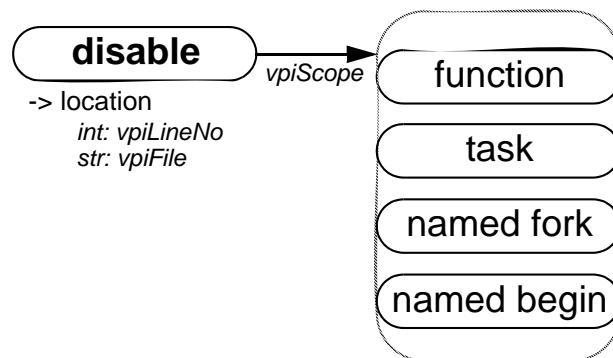 disable
vpiScope
-> location
int: vpiLineNo
str: vpiFile
function
task
named fork
named begin